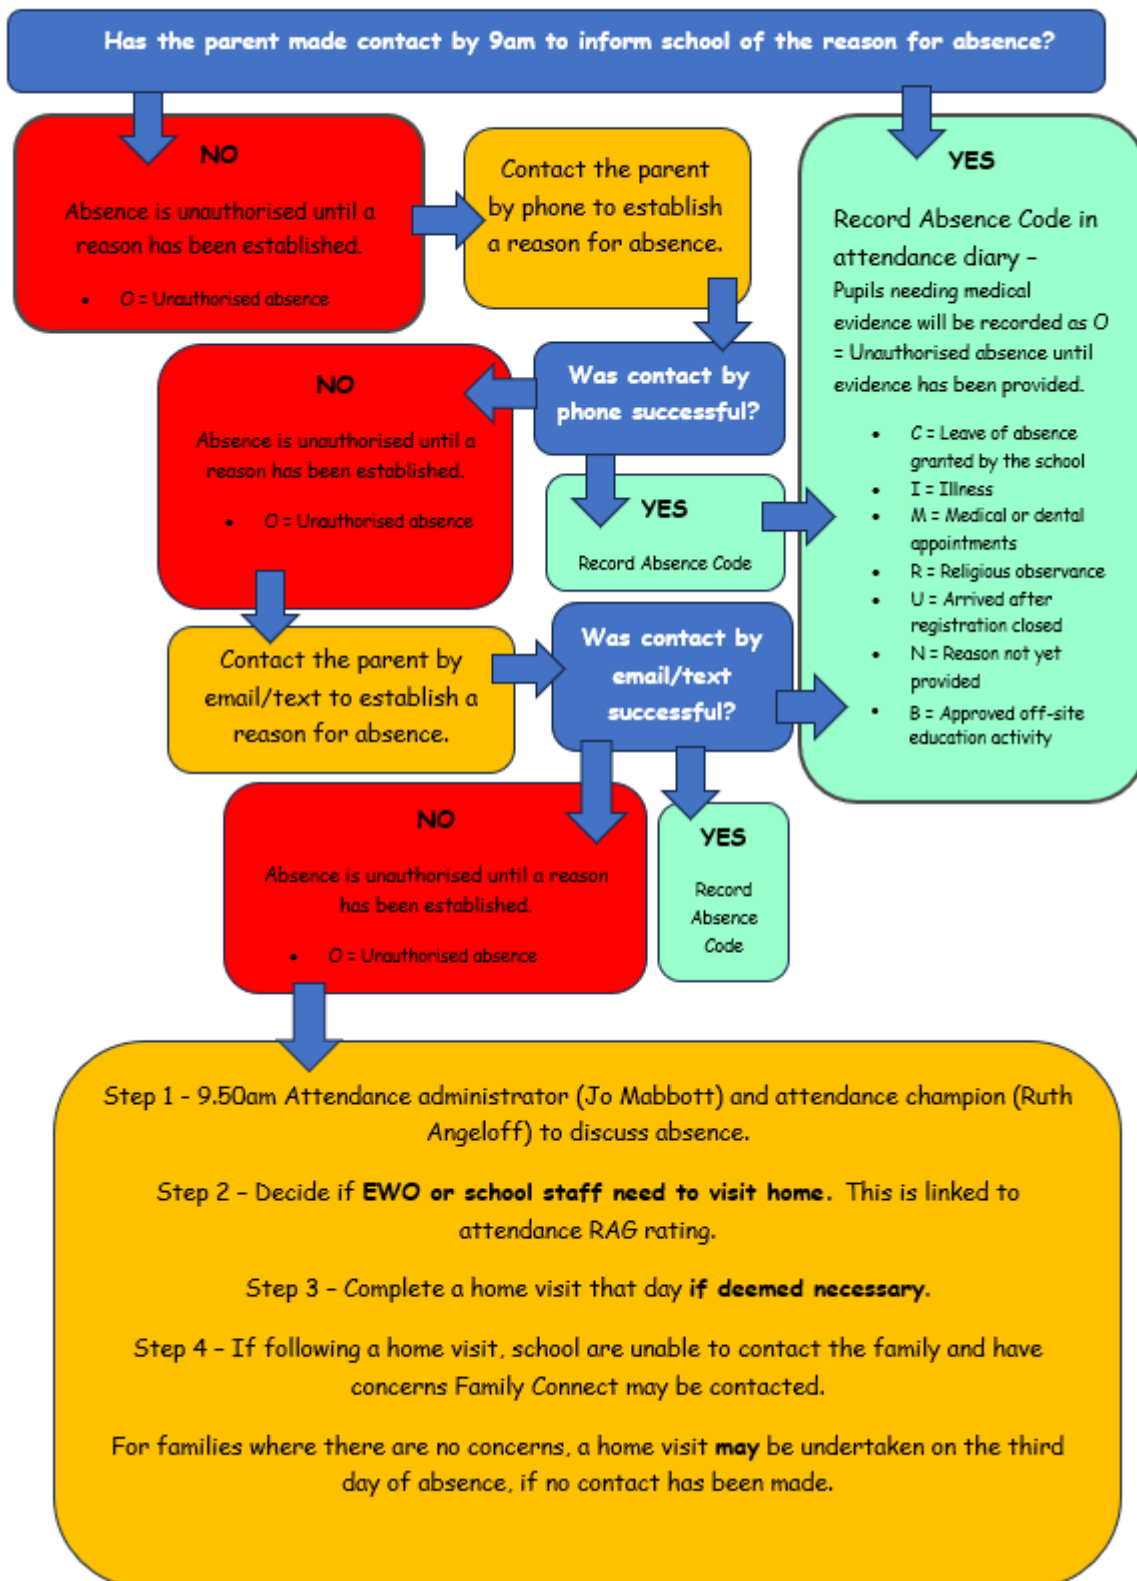 Has the parent made contact by 9am to inform school of the reason for absence?
NO
Absence is unauthorised until a
reason has been established.
• O = Unauthorised absence
Contact the parent
by phone to establish
a reason for absence.
YES
Record Absence Code in
attendance diary –
Pupils needing medical
evidence will be recorded as O
= Unauthorised absence until
evidence has been provided.
• C = Leave of absence
granted by the school
• I = Illness
• M = Medical or dental
appointments
• R = Religious observance
• U = Arrived after
registration closed
• N = Reason not yet
provided
• B = Approved off-site
education activity
Was contact by
phone successful?
NO
Absence is unauthorised until a
reason has been established.
• O = Unauthorised absence
YES
Record Absence Code
Contact the parent by
email/text to establish a
reason for absence.
Was contact by
email/text
successful?
NO
Absence is unauthorised until a reason
has been established.
• O = Unauthorised absence
YES
Record
Absence
Code
Step 1 – 9.50am Attendance administrator (Jo Mabbott) and attendance champion (Ruth
Angeloff) to discuss absence.
Step 2 – Decide if EWO or school staff need to visit home. This is linked to
attendance RAG rating.
Step 3 – Complete a home visit that day if deemed necessary.
Step 4 – If following a home visit, school are unable to contact the family and have
concerns Family Connect may be contacted.
For families where there are no concerns, a home visit may be undertaken on the third
day of absence, if no contact has been made.